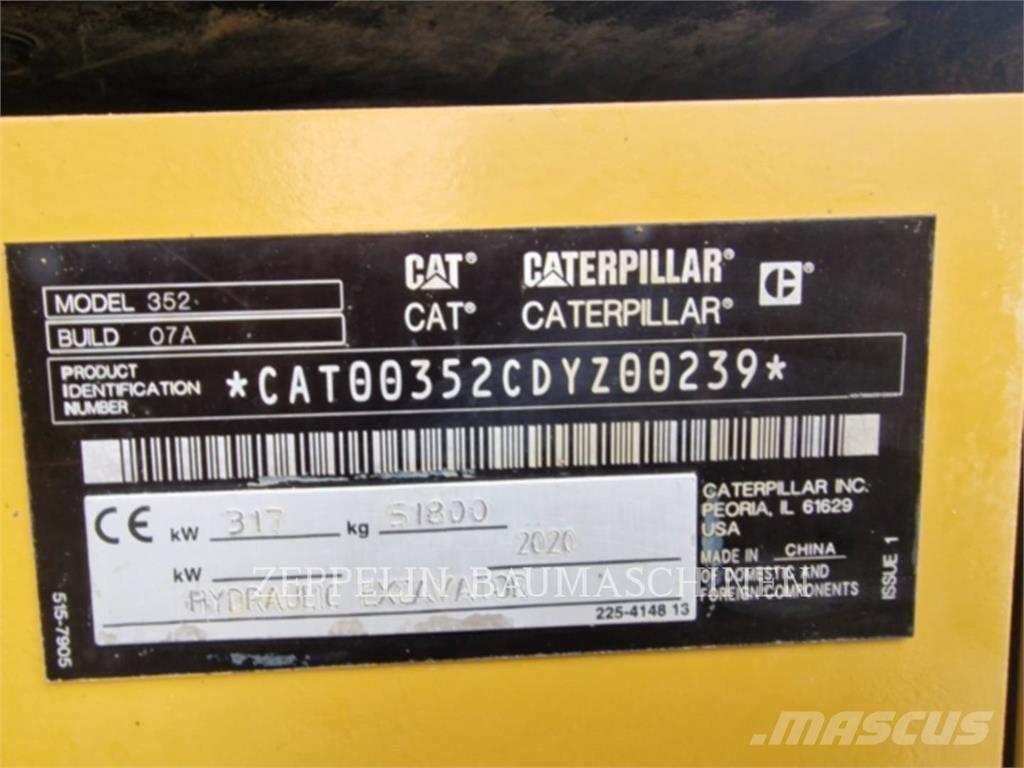 CAT® CATERPILLAR®
CAT® CATERPILLAR®
MODEL 352
BUILD 07A
PRODUCT IDENTIFICATION NUMBER *CAT00352CDYZ00239*
CE kW 317 kg 51800
kW 2020
HYDRAULIC EXCAVATOR
225-4148 13
CATERPILLAR INC.
PEORIA, IL 61629
USA
MADE IN CHINA
OF DOMESTIC AND
FOREIGN COMPONENTS
ISSUE 1
515-7905
ZEPPELIN BAUMASCHINEN
MASCUS